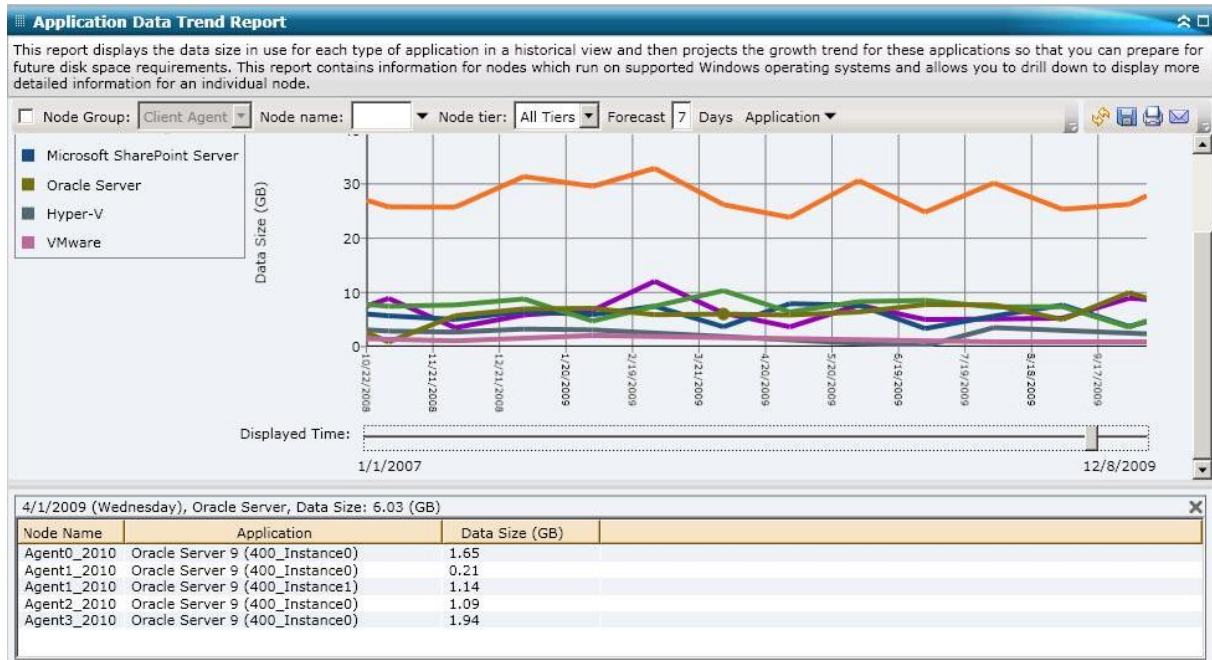 Application Data Trend Report
This report displays the data size in use for each type of application in a historical view and then projects the growth trend for these applications so that you can prepare for
future disk space requirements. This report contains information for nodes which run on supported Windows operating systems and allows you to drill down to display more
detailed information for an individual node.
Node Group: Client Agent Node name: Node tier: All Tiers Forecast 7 Days Application
Microsoft SharePoint Server
Oracle Server
Hyper-V
VMware
Data Size (GB)
30
20
10
0
10/22/2008
11/21/2008
12/21/2008
1/20/2009
2/19/2009
3/21/2009
4/20/2009
5/20/2009
6/19/2009
7/19/2009
8/18/2009
9/17/2009
Displayed Time:
1/1/2007 12/8/2009
4/1/2009 (Wednesday), Oracle Server, Data Size: 6.03 (GB)
Node Name Application Data Size (GB)
Agent0_2010 Oracle Server 9 (400_Instance0) 1.65
Agent1_2010 Oracle Server 9 (400_Instance0) 0.21
Agent1_2010 Oracle Server 9 (400_Instance1) 1.14
Agent2_2010 Oracle Server 9 (400_Instance0) 1.09
Agent3_2010 Oracle Server 9 (400_Instance0) 1.94